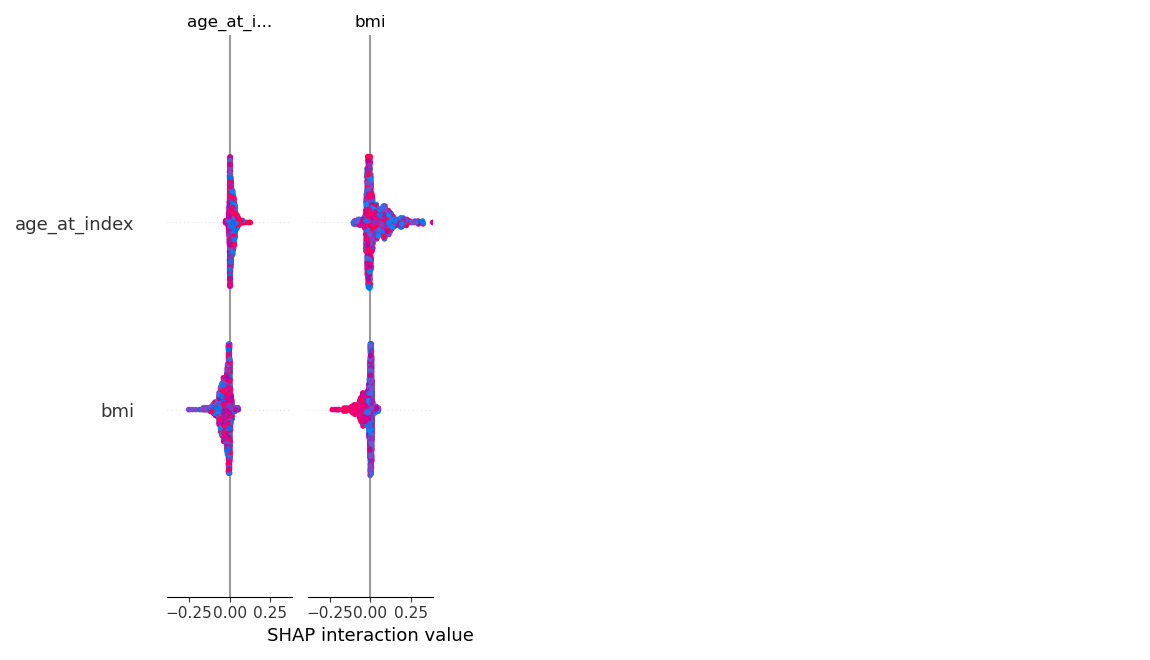 age_at_i... bmi
age_at_index
bmi
−0.25 0.00 0.25 −0.25 0.00 0.25
SHAP interaction value